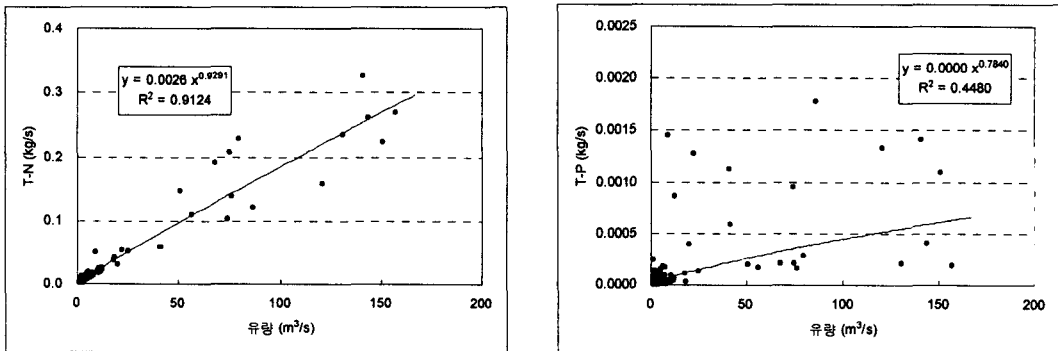 T-N (kg/s)
0.4
0.3
0.2
0.1
0.0
y = 0.0026 x^0.9291
R² = 0.9124
0
50
100
150
200
유량 (m³/s)
T-P (kg/s)
0.0025
0.0020
0.0015
0.0010
0.0005
0.0000
y = 0.0000 x^0.7840
R² = 0.4480
0
50
100
150
200
유량 (m³/s)